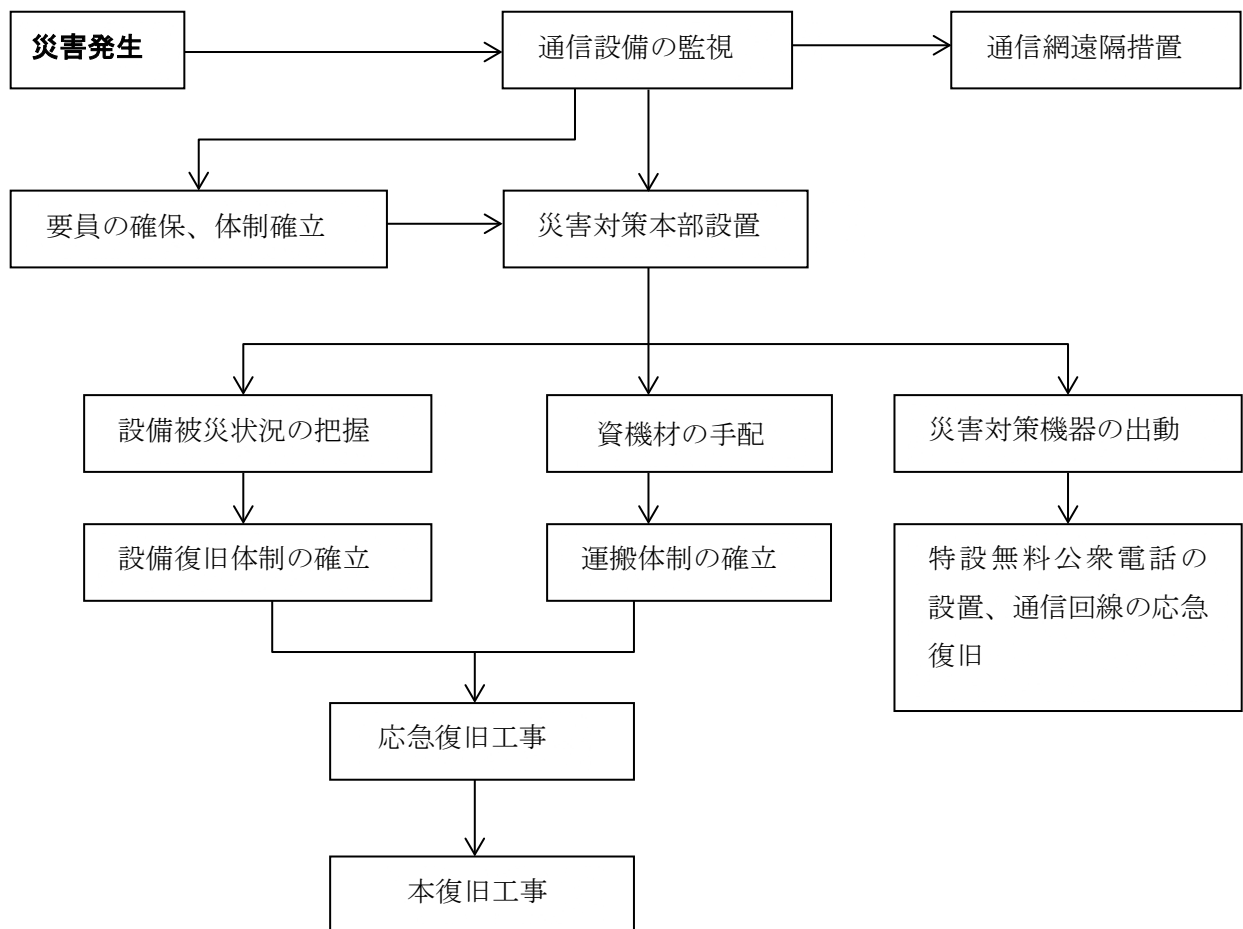 災害発生
通信設備の監視
通信網遠隔措置
要員の確保、体制確立
災害対策本部設置
設備被災状況の把握
資機材の手配
災害対策機器の出動
設備復旧体制の確立
運搬体制の確立
特設無料公衆電話の
設置、通信回線の応急
復旧
応急復旧工事
本復旧工事